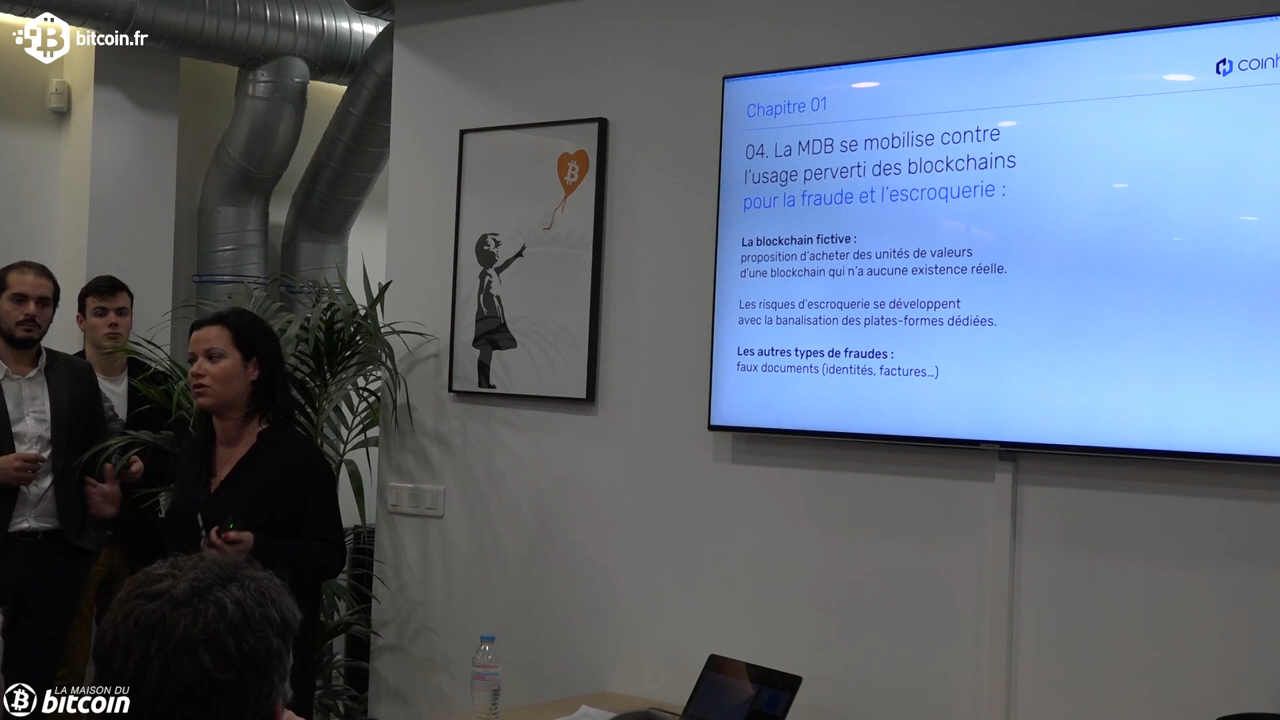 bitcoin.fr
coinh
Chapitre 01
04. La MDB se mobilise contre
l'usage perverti des blockchains
pour la fraude et l'escroquerie :
La blockchain fictive :
proposition d'acheter des unités de valeurs
d'une blockchain qui n'a aucune existence réelle.
Les risques d'escroquerie se développent
avec la banalisation des plates-formes dédiées.
Les autres types de fraudes :
faux documents (identités, factures...)
LA MAISON DU
bitcoin